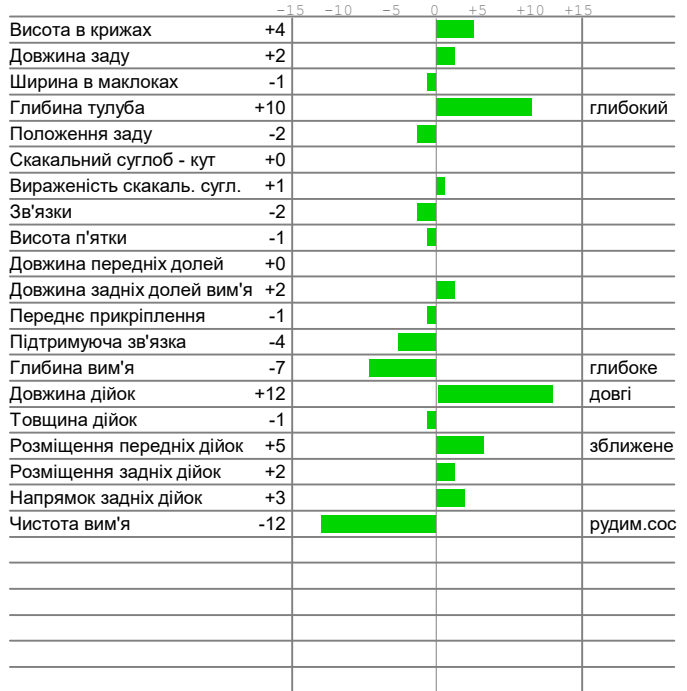 -15 -10 -5 0 +5 +10 +15
Висота в крижах +4
Довжина заду +2
Ширина в маклоках -1
Глибина тулуба +10 глибокий
Положення заду -2
Скакальний суглоб - кут +0
Вираженість скакаль. сугл. +1
Зв'язки -2
Висота п'ятки -1
Довжина передніх долей +0
Довжина задніх долей вим'я +2
Переднє прикріплення -1
Підтримуюча зв'язка -4
Глибина вим'я -7 глибоке
Довжина дійок +12 довгі
Товщина дійок -1
Розміщення передніх дійок +5 зближене
Розміщення задніх дійок +2
Напрямок задніх дійок +3
Чистота вим'я -12 рудим.сос